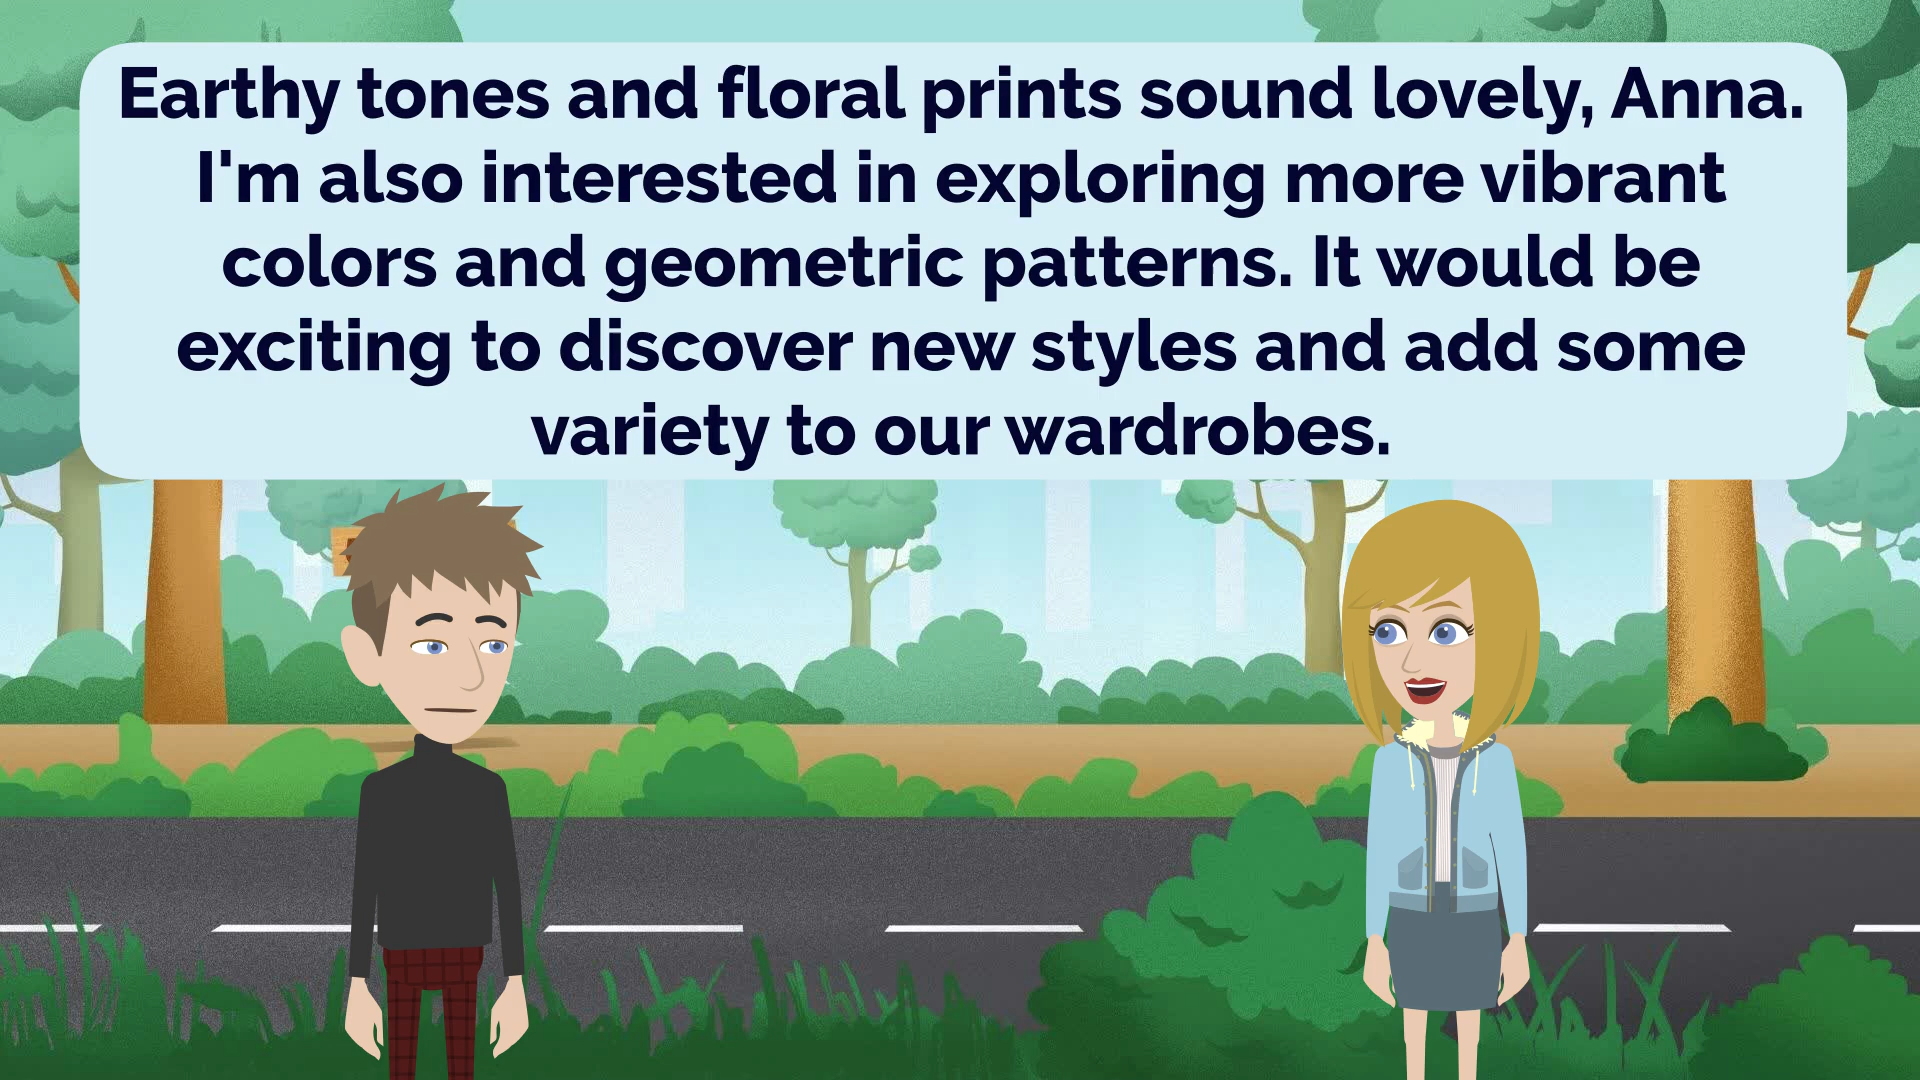 Earthy tones and floral prints sound lovely, Anna.
I'm also interested in exploring more vibrant
colors and geometric patterns. It would be
exciting to discover new styles and add some
variety to our wardrobes.